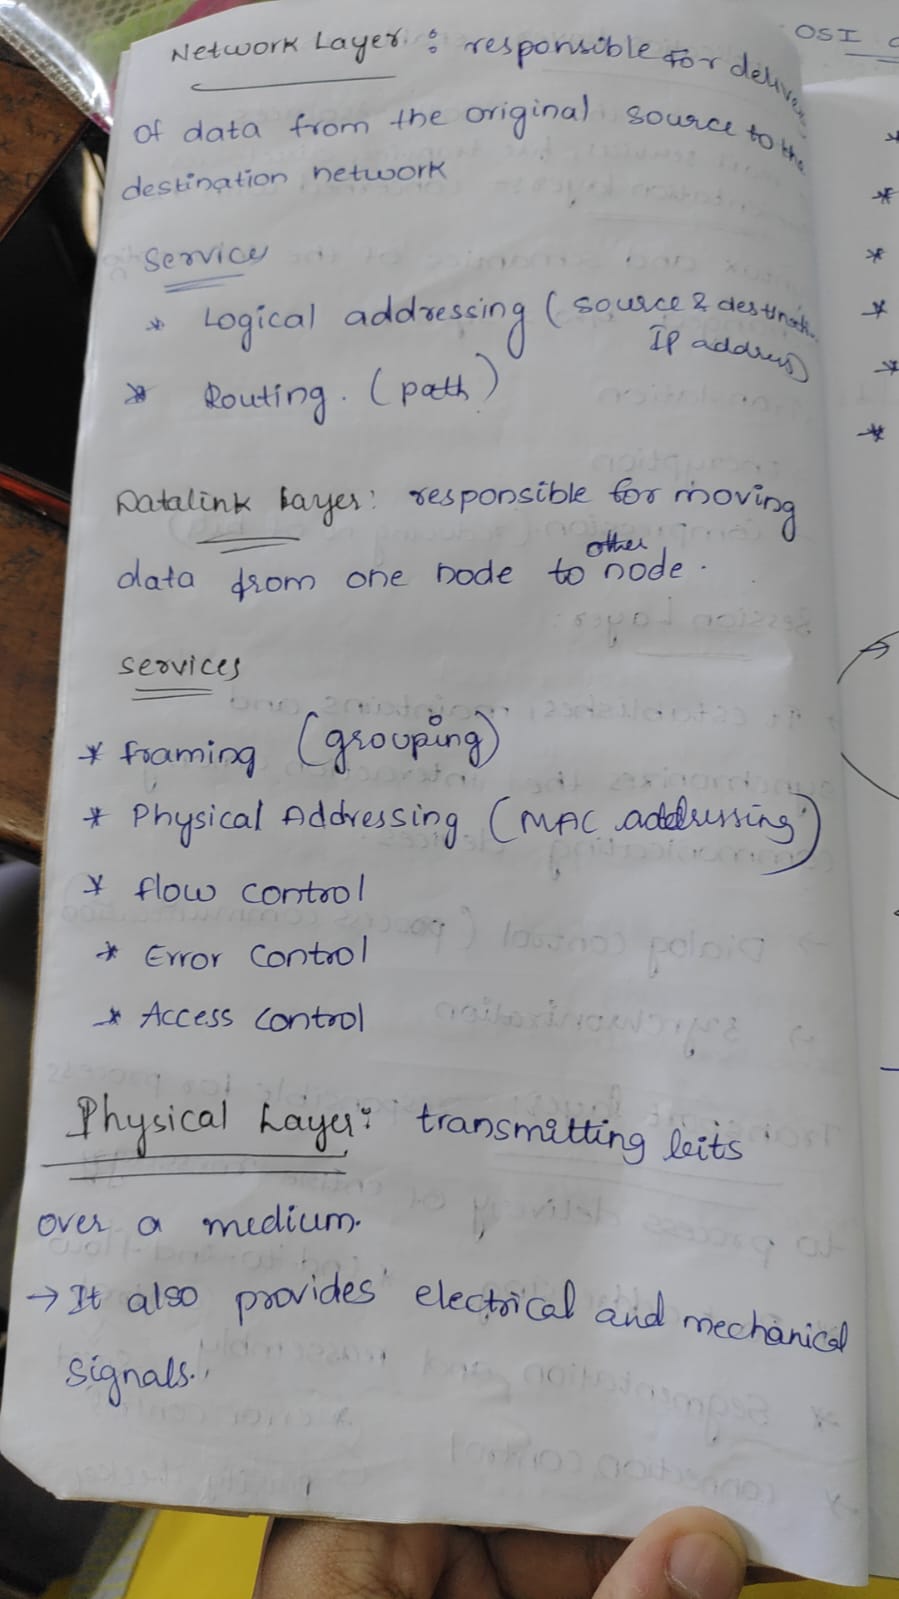 Network Layer : responsible for delivery
of data from the original source to the
destination network
Service
* Logical addressing ( source & destinati.
IP address)
* Routing. ( path )
Datalink Layer: responsible for moving
other
data from one node to node .
services
* framing (grouping)
* Physical Addressing ( MAC addressing )
* flow control
* Error Control
* Access control
Physical Layer: transmitting bits
over a medium.
→ It also provides electrical and mechanical
signals.
OSI
*
*
*
*
*
*